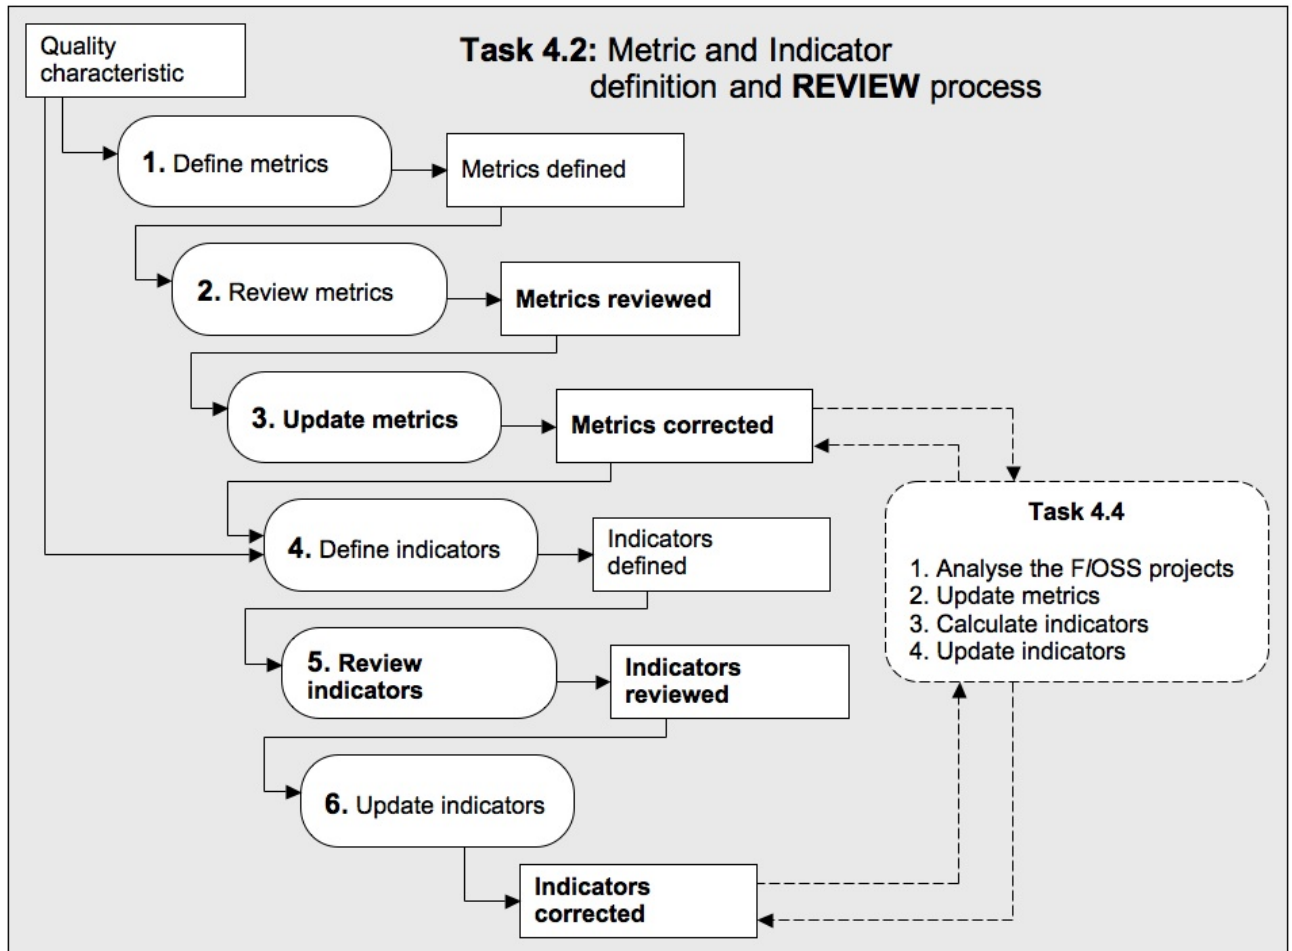 Quality
characteristic
Task 4.2: Metric and Indicator
definition and REVIEW process
1. Define metrics
Metrics defined
2. Review metrics
Metrics reviewed
3. Update metrics
Metrics corrected
4. Define indicators
Indicators
defined
Task 4.4
1. Analyse the F/OSS projects
2. Update metrics
3. Calculate indicators
4. Update indicators
5. Review
indicators
Indicators
reviewed
6. Update indicators
Indicators
corrected